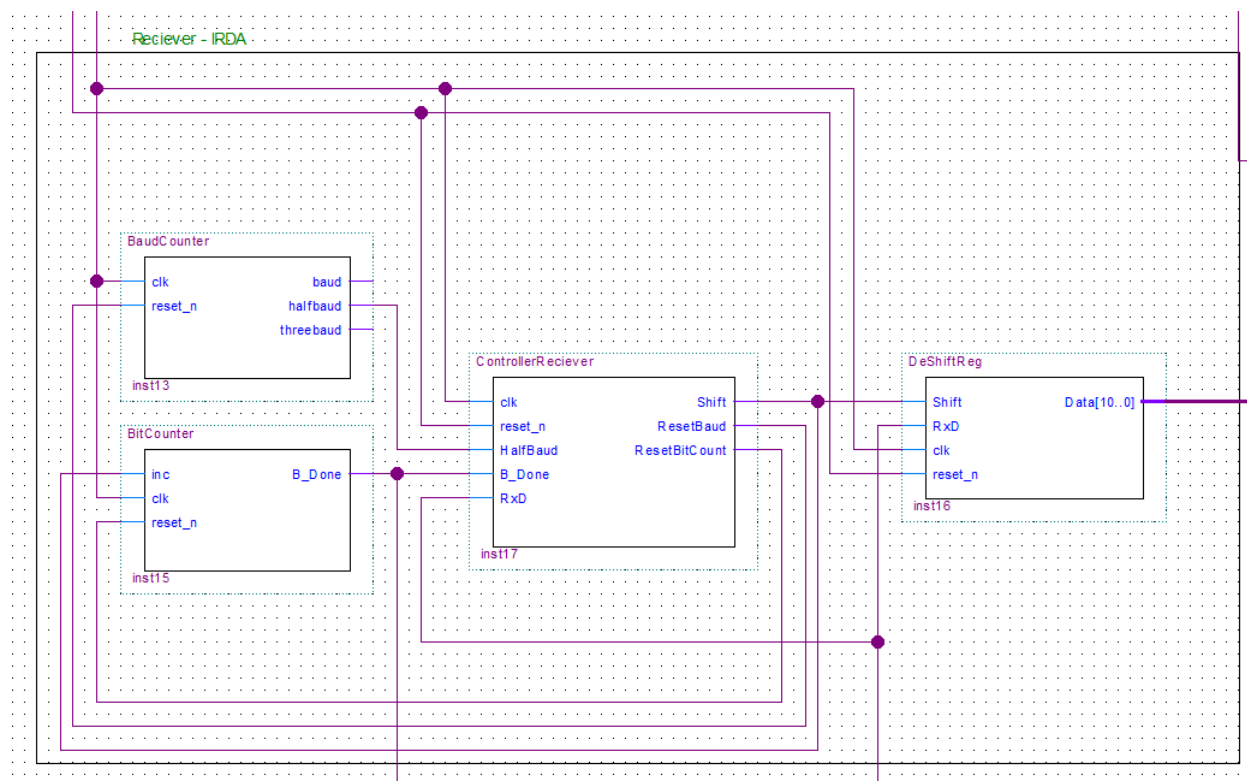 Reciever - IRDA
BaudCounter
clk
baud
reset_n
halfbaud
threebaud
inst13
BitCounter
inc
B_Done
clk
reset_n
inst15
ControllerReciever
clk
Shift
reset_n
ResetBaud
HalfBaud
ResetBitCount
B_Done
RxD
inst17
DeShiftReg
Shift
Data[10..0]
RxD
clk
reset_n
inst16